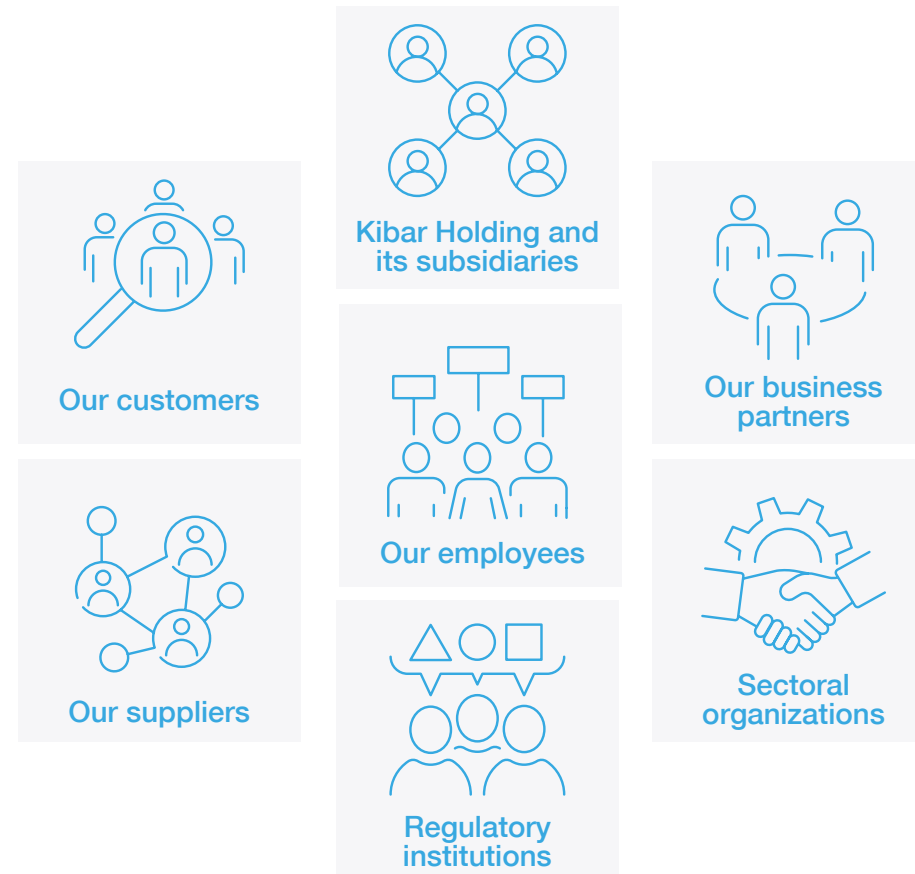 Kibar Holding and
its subsidiaries
Our customers
Our business
partners
Our employees
Our suppliers
Sectoral
organizations
Regulatory
institutions